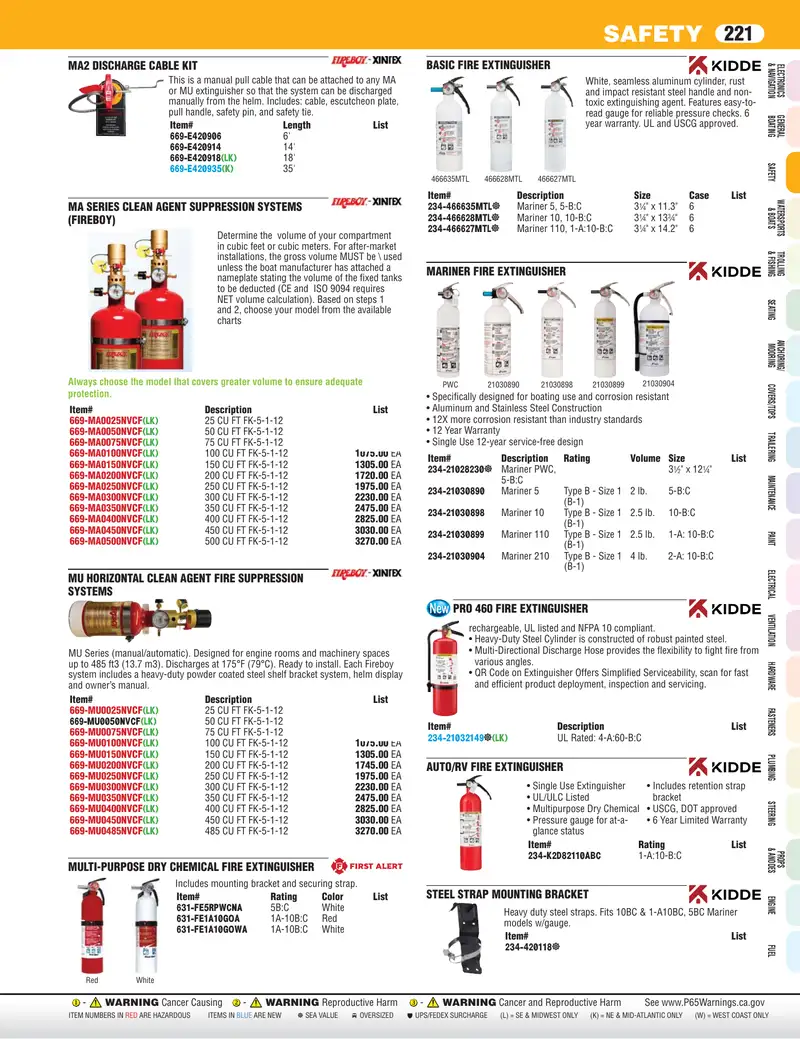 SAFETY 221
MA2 DISCHARGE CABLE KIT
FIREBOY-XINTEX
This is a manual pull cable that can be attached to any MA
or MU extinguisher so that the system can be discharged
manually from the helm. Includes: cable, escutcheon plate,
pull handle, safety pin, and safety tie.
Item# Length List
669-E420906 6'
669-E420914 14'
669-E420918(LK) 18'
669-E420935(K) 35'
MA SERIES CLEAN AGENT SUPPRESSION SYSTEMS
(FIREBOY)
FIREBOY-XINTEX
Determine the volume of your compartment
in cubic feet or cubic meters. For after-market
installations, the gross volume MUST be \ used
unless the boat manufacturer has attached a
nameplate stating the volume of the fixed tanks
to be deducted (CE and ISO 9094 requires
NET volume calculation). Based on steps 1
and 2, choose your model from the available
charts
Always choose the model that covers greater volume to ensure adequate
protection.
Item# Description List
669-MA0025NVCF(LK) 25 CU FT FK-5-1-12
669-MA0050NVCF(LK) 50 CU FT FK-5-1-12
669-MA0075NVCF(LK) 75 CU FT FK-5-1-12
669-MA0100NVCF(LK) 100 CU FT FK-5-1-12 1075.00 EA
669-MA0150NVCF(LK) 150 CU FT FK-5-1-12 1305.00 EA
669-MA0200NVCF(LK) 200 CU FT FK-5-1-12 1720.00 EA
669-MA0250NVCF(LK) 250 CU FT FK-5-1-12 1975.00 EA
669-MA0300NVCF(LK) 300 CU FT FK-5-1-12 2230.00 EA
669-MA0350NVCF(LK) 350 CU FT FK-5-1-12 2475.00 EA
669-MA0400NVCF(LK) 400 CU FT FK-5-1-12 2825.00 EA
669-MA0450NVCF(LK) 450 CU FT FK-5-1-12 3030.00 EA
669-MA0500NVCF(LK) 500 CU FT FK-5-1-12 3270.00 EA
MU HORIZONTAL CLEAN AGENT FIRE SUPPRESSION
SYSTEMS
FIREBOY-XINTEX
MU Series (manual/automatic). Designed for engine rooms and machinery spaces
up to 485 ft3 (13.7 m3). Discharges at 175°F (79°C). Ready to install. Each Fireboy
system includes a heavy-duty powder coated steel shelf bracket system, helm display
and owner's manual.
Item# Description List
669-MU0025NVCF(LK) 25 CU FT FK-5-1-12
669-MU0050NVCF(LK) 50 CU FT FK-5-1-12
669-MU0075NVCF(LK) 75 CU FT FK-5-1-12
669-MU0100NVCF(LK) 100 CU FT FK-5-1-12 1075.00 EA
669-MU0150NVCF(LK) 150 CU FT FK-5-1-12 1305.00 EA
669-MU0200NVCF(LK) 200 CU FT FK-5-1-12 1745.00 EA
669-MU0250NVCF(LK) 250 CU FT FK-5-1-12 1975.00 EA
669-MU0300NVCF(LK) 300 CU FT FK-5-1-12 2230.00 EA
669-MU0350NVCF(LK) 350 CU FT FK-5-1-12 2475.00 EA
669-MU0400NVCF(LK) 400 CU FT FK-5-1-12 2825.00 EA
669-MU0450NVCF(LK) 450 CU FT FK-5-1-12 3030.00 EA
669-MU0485NVCF(LK) 485 CU FT FK-5-1-12 3270.00 EA
MULTI-PURPOSE DRY CHEMICAL FIRE EXTINGUISHER
FIRST ALERT
Includes mounting bracket and securing strap.
Item# Rating Color List
631-FE5RPWCNA 5B:C White
631-FE1A10GOA 1A-10B:C Red
631-FE1A10GOWA 1A-10B:C White
Red White
BASIC FIRE EXTINGUISHER
KIDDE
White, seamless aluminum cylinder, rust
and impact resistant steel handle and non-
toxic extinguishing agent. Features easy-to-
read gauge for reliable pressure checks. 6
year warranty. UL and USCG approved.
466635MTL 466628MTL 466627MTL
Item# Description Size Case List
234-466635MTL Mariner 5, 5-B:C 3¼" x 11.3" 6
234-466628MTL Mariner 10, 10-B:C 3¼" x 13¾" 6
234-466627MTL Mariner 110, 1-A:10-B:C 3¼" x 14.2" 6
MARINER FIRE EXTINGUISHER
KIDDE
PWC 21030890 21030898 21030899 21030904
• Specifically designed for boating use and corrosion resistant
• Aluminum and Stainless Steel Construction
• 12X more corrosion resistant than industry standards
• 12 Year Warranty
• Single Use 12-year service-free design
Item# Description Rating Volume Size List
234-21028230 Mariner PWC, 3½" x 12¼"
5-B:C
234-21030890 Mariner 5 Type B - Size 1 2 lb. 5-B:C
(B-1)
234-21030898 Mariner 10 Type B - Size 1 2.5 lb. 10-B:C
(B-1)
234-21030899 Mariner 110 Type B - Size 1 2.5 lb. 1-A: 10-B:C
(B-1)
234-21030904 Mariner 210 Type B - Size 1 4 lb. 2-A: 10-B:C
(B-1)
New PRO 460 FIRE EXTINGUISHER
KIDDE
rechargeable, UL listed and NFPA 10 compliant.
• Heavy-Duty Steel Cylinder is constructed of robust painted steel.
• Multi-Directional Discharge Hose provides the flexibility to fight fire from
various angles.
• QR Code on Extinguisher Offers Simplified Serviceability, scan for fast
and efficient product deployment, inspection and servicing.
Item# Description List
234-21032149(LK) UL Rated: 4-A:60-B:C
AUTO/RV FIRE EXTINGUISHER
KIDDE
• Single Use Extinguisher
• UL/ULC Listed
• Multipurpose Dry Chemical
• Pressure gauge for at-a-
glance status
• Includes retention strap
bracket
• USCG, DOT approved
• 6 Year Limited Warranty
Item# Rating List
234-K2D82110ABC 1-A:10-B:C
STEEL STRAP MOUNTING BRACKET
KIDDE
Heavy duty steel straps. Fits 10BC & 1-A10BC, 5BC Mariner
models w/gauge.
Item# List
234-420118
ELECTRONICS
& NAVIGATION
GENERAL
BOATING
SAFETY
WATERSPORTS
& BOATS
TROLLING
& FISHING
SEATING
ANCHORING/
MOORING
COVERS/TOPS
TRAILERING
MAINTENANCE
PAINT
ELECTRICAL
VENTILATION
HARDWARE
FASTENERS
PLUMBING
STEERING
PROPS
& ANODES
ENGINE
FUEL
1 - WARNING Cancer Causing 2 - WARNING Reproductive Harm 3 - WARNING Cancer and Reproductive Harm See www.P65Warnings.ca.gov
ITEM NUMBERS IN RED ARE HAZARDOUS ITEMS IN BLUE ARE NEW SEA VALUE OVERSIZED UPS/FEDEX SURCHARGE (L) = SE & MIDWEST ONLY (K) = NE & MID-ATLANTIC ONLY (W) = WEST COAST ONLY